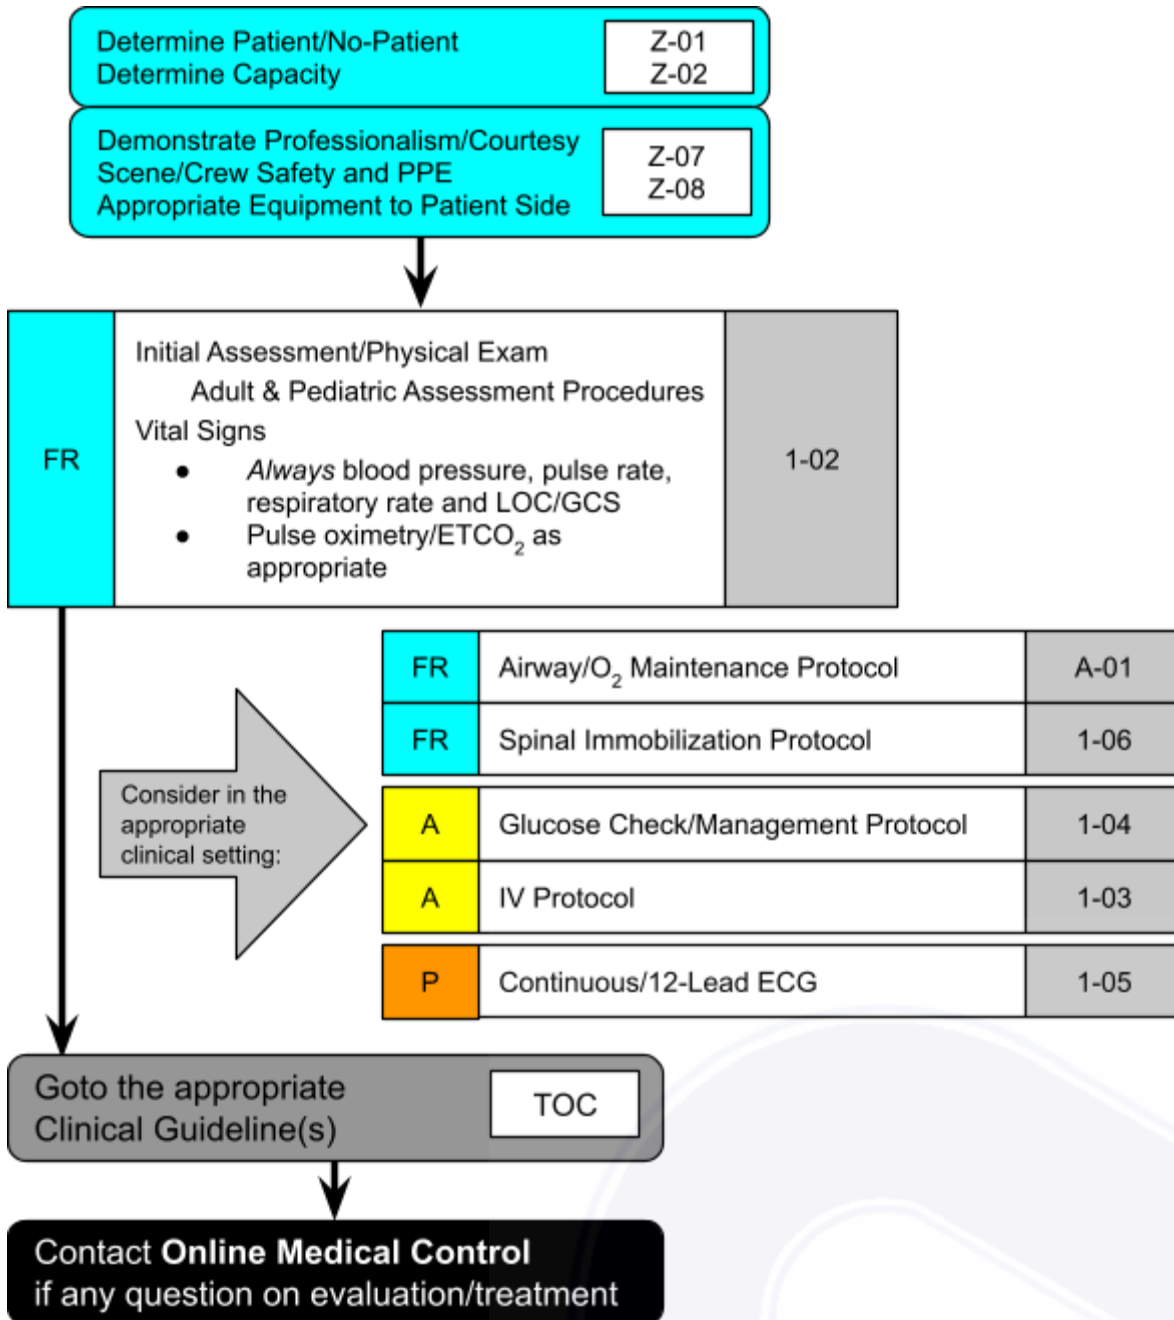 Determine Patient/No-Patient
Determine Capacity
Z-01
Z-02
Demonstrate Professionalism/Courtesy
Scene/Crew Safety and PPE
Appropriate Equipment to Patient Side
Z-07
Z-08
FR
Initial Assessment/Physical Exam
Adult & Pediatric Assessment Procedures
Vital Signs
● Always blood pressure, pulse rate,
respiratory rate and LOC/GCS
● Pulse oximetry/ETCO₂ as
appropriate
1-02
Consider in the
appropriate
clinical setting:
FR Airway/O₂ Maintenance Protocol A-01
FR Spinal Immobilization Protocol 1-06
A Glucose Check/Management Protocol 1-04
A IV Protocol 1-03
P Continuous/12-Lead ECG 1-05
Goto the appropriate
Clinical Guideline(s)
TOC
Contact Online Medical Control
if any question on evaluation/treatment